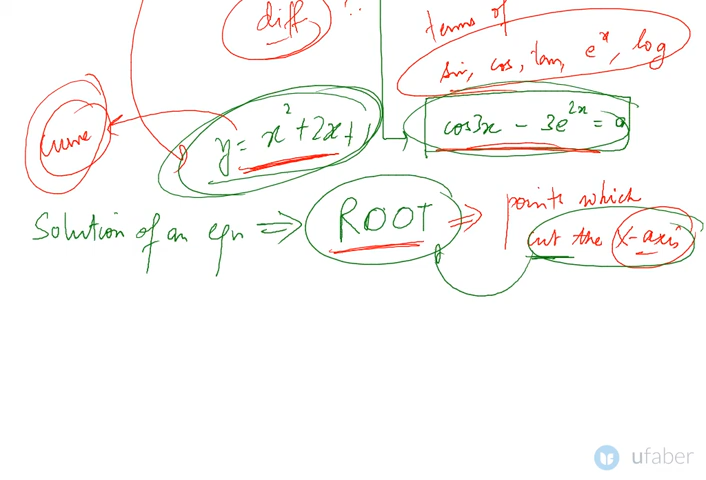 diff ?
terms of
sin, cos, tan, e^x, log
curve
y = x² + 2x + 1
cos3x - 3e^2x = 0
Solution of an eqn ⇒ ROOT ⇒ points which
cut the X-axis
ufaber